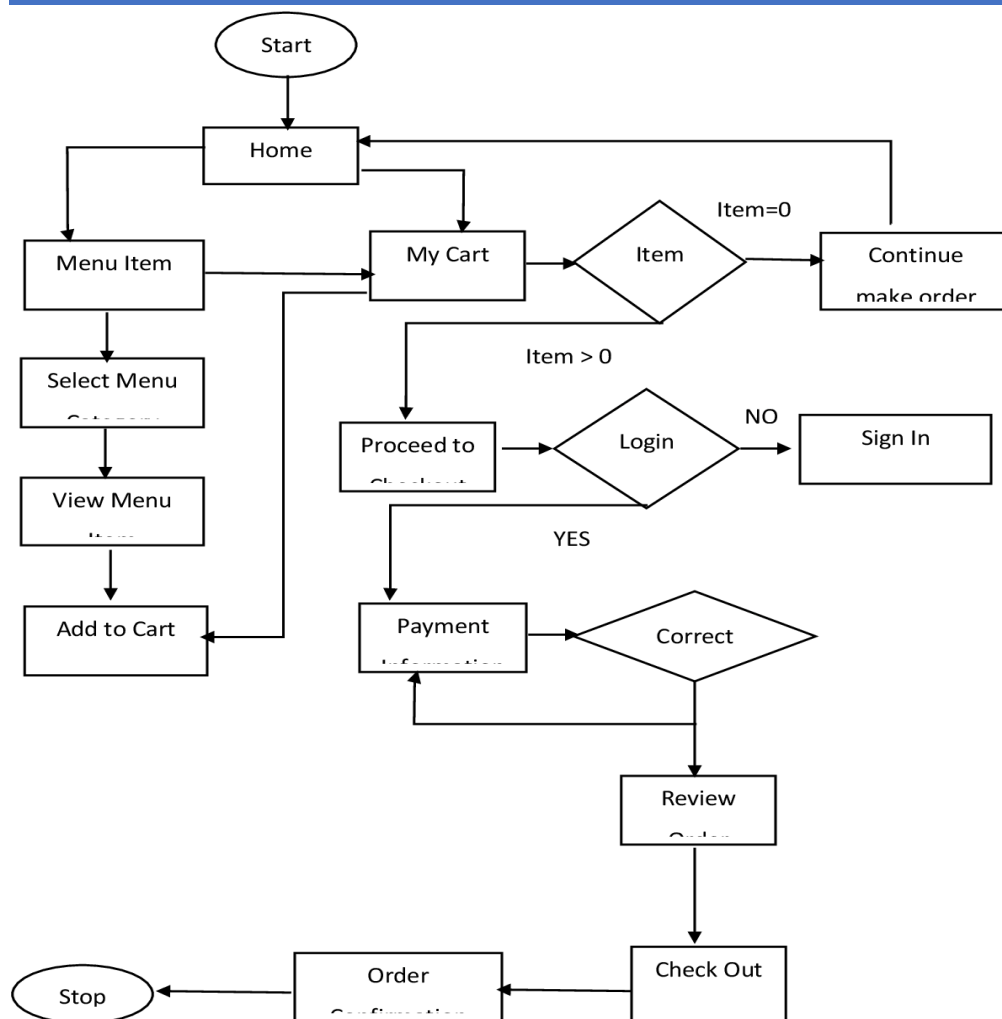 Start
Home
Item=0
Menu Item
My Cart
Item
Continue
make order
Item > 0
Select Menu
NO
Proceed to
Login
Sign In
View Menu
YES
Add to Cart
Payment
Correct
Review
Check Out
Order
Stop